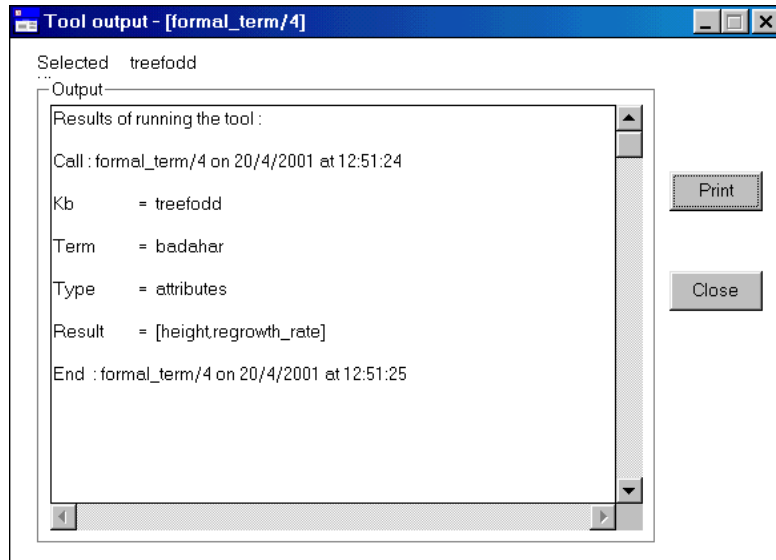 Tool output - [formal_term/4]
Selected treefodd
Output
Results of running the tool :
Call : formal_term/4 on 20/4/2001 at 12:51:24
Kb = treefodd
Term = badahar
Type = attributes
Result = [height,regrowth_rate]
End : formal_term/4 on 20/4/2001 at 12:51:25
Print
Close